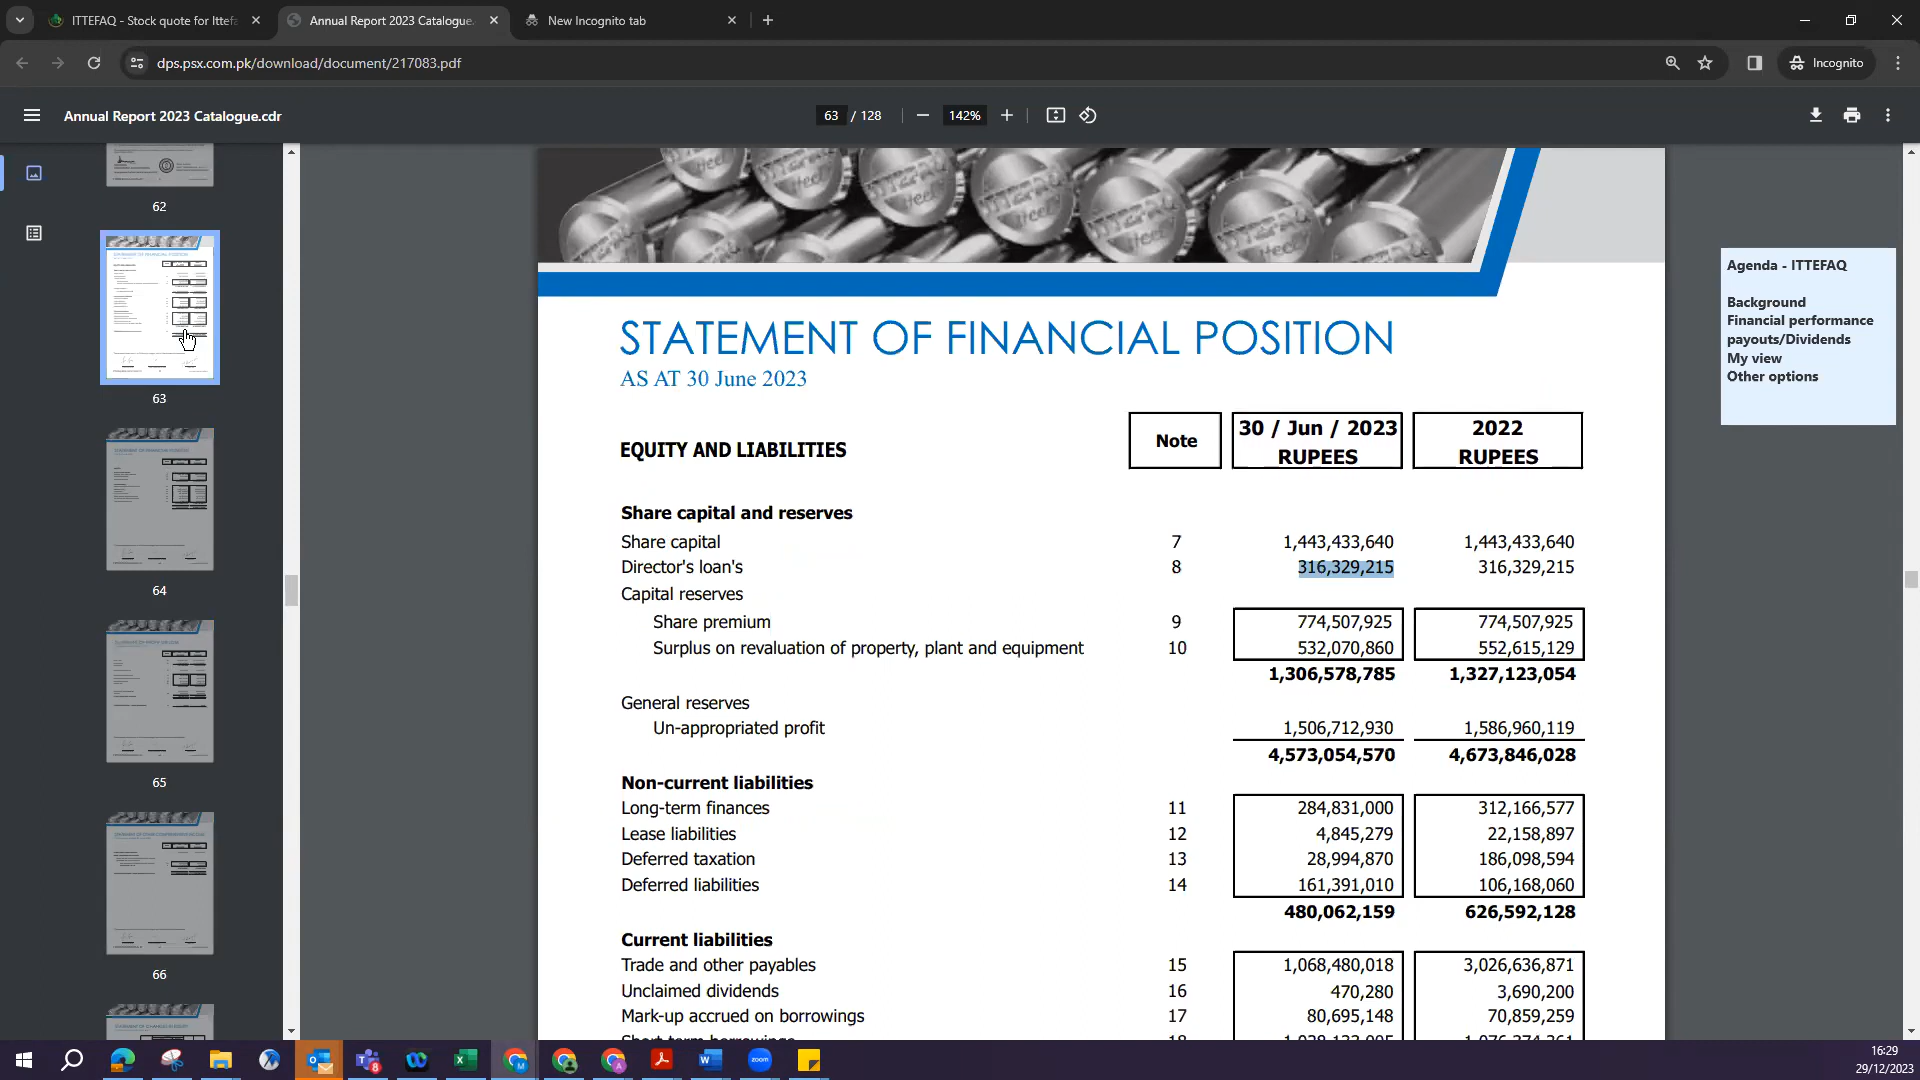 ITTEFAQ - Stock quote for Ittefa
Annual Report 2023 Catalogue.
New Incognito tab
dps.psx.com.pk/download/document/217083.pdf
Incognito
Annual Report 2023 Catalogue.cdr
63 / 128
142%
62
63
64
65
66
STATEMENT OF FINANCIAL POSITION
AS AT 30 June 2023
EQUITY AND LIABILITIES Note 30 / Jun / 2023 RUPEES 2022 RUPEES
Share capital and reserves
Share capital 7 1,443,433,640 1,443,433,640
Director's loan's 8 316,329,215 316,329,215
Capital reserves
Share premium 9 774,507,925 774,507,925
Surplus on revaluation of property, plant and equipment 10 532,070,860 552,615,129
1,306,578,785 1,327,123,054
General reserves
Un-appropriated profit 1,506,712,930 1,586,960,119
4,573,054,570 4,673,846,028
Non-current liabilities
Long-term finances 11 284,831,000 312,166,577
Lease liabilities 12 4,845,279 22,158,897
Deferred taxation 13 28,994,870 186,098,594
Deferred liabilities 14 161,391,010 106,168,060
480,062,159 626,592,128
Current liabilities
Trade and other payables 15 1,068,480,018 3,026,636,871
Unclaimed dividends 16 470,280 3,690,200
Mark-up accrued on borrowings 17 80,695,148 70,859,259
Agenda - ITTEFAQ
Background
Financial performance
payouts/Dividends
My view
Other options
16:29
29/12/2023